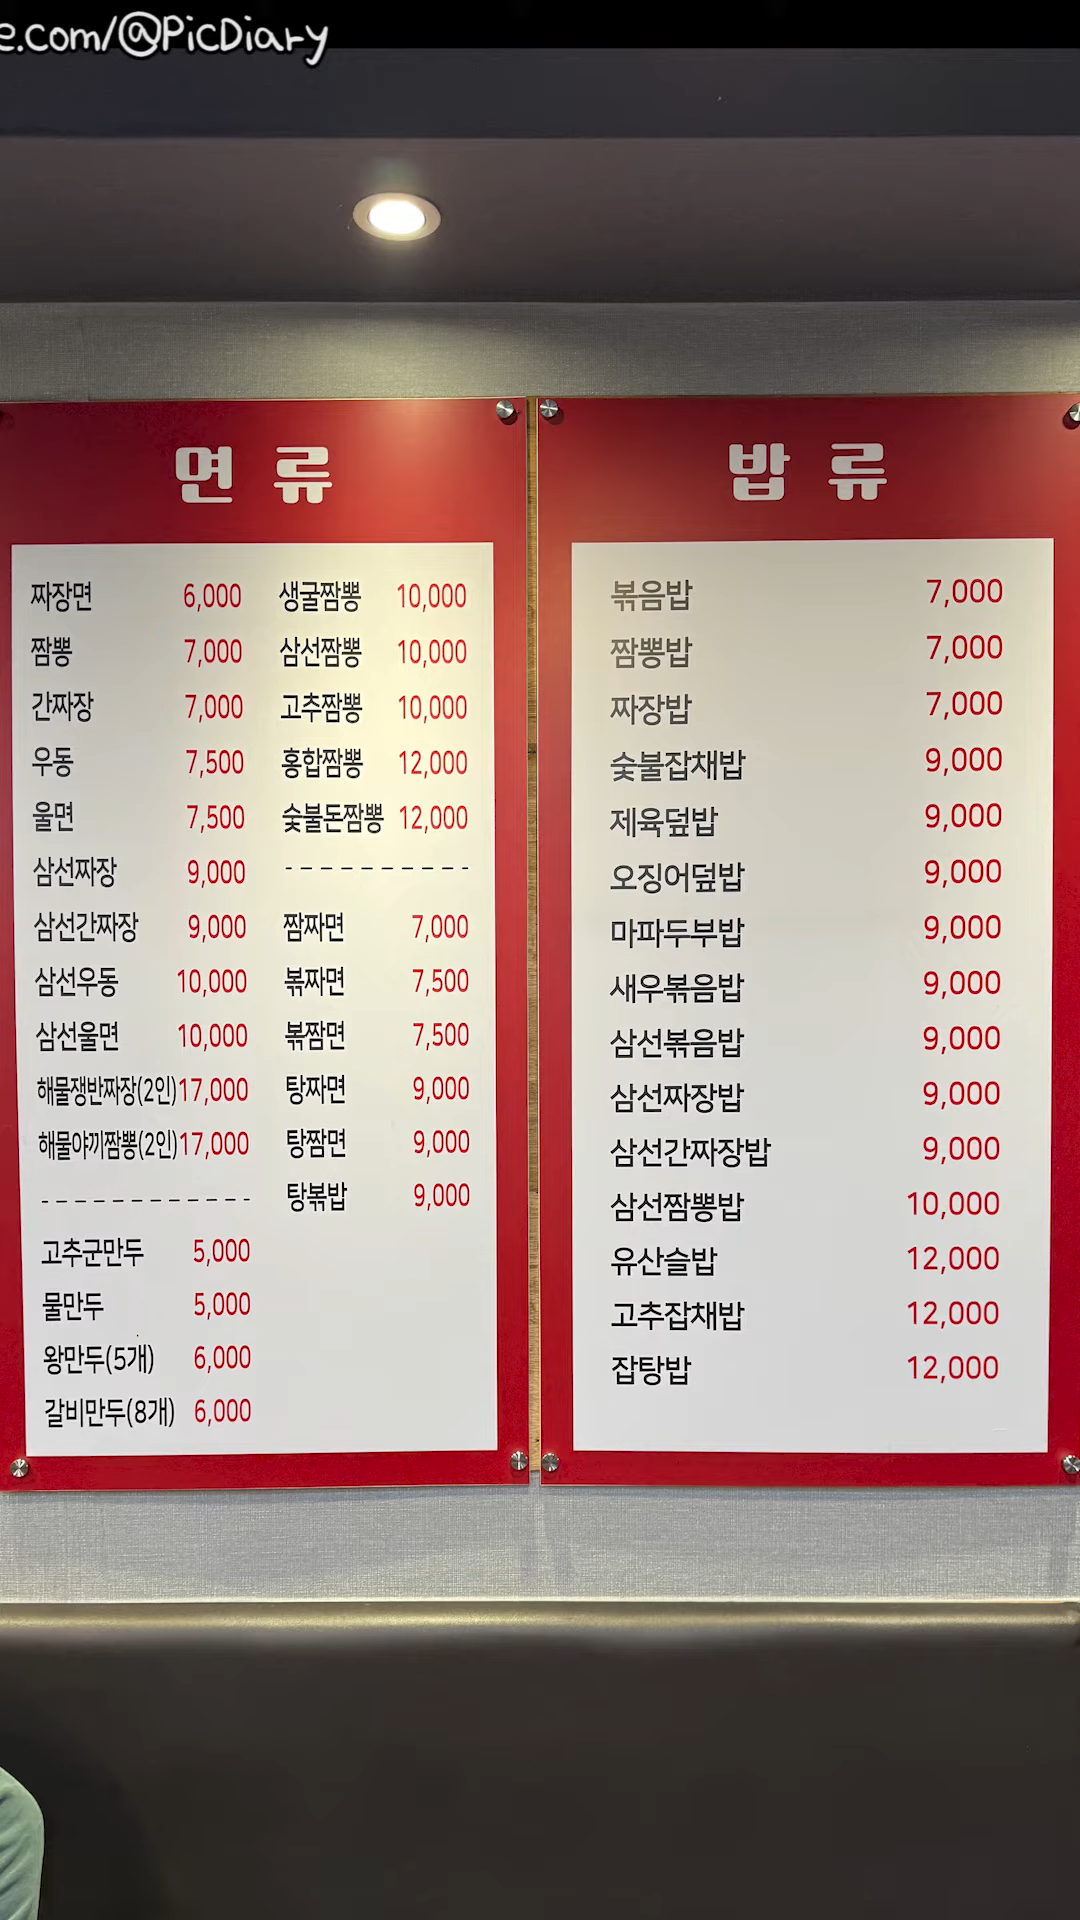 e.com/@PicDiary
면류
짜장면 6,000
짬뽕 7,000
간짜장 7,000
우동 7,500
울면 7,500
삼선짜장 9,000
삼선간짜장 9,000
삼선우동 10,000
삼선울면 10,000
해물쟁반짜장(2인) 17,000
해물야끼짬뽕(2인) 17,000
고추군만두 5,000
물만두 5,000
왕만두(5개) 6,000
갈비만두(8개) 6,000
생굴짬뽕 10,000
삼선짬뽕 10,000
고추짬뽕 10,000
홍합짬뽕 12,000
숯불돈짬뽕 12,000
짬짜면 7,000
볶짜면 7,500
볶짬면 7,500
탕짜면 9,000
탕짬면 9,000
탕볶밥 9,000
밥류
볶음밥 7,000
짬뽕밥 7,000
짜장밥 7,000
숯불잡채밥 9,000
제육덮밥 9,000
오징어덮밥 9,000
마파두부밥 9,000
새우볶음밥 9,000
삼선볶음밥 9,000
삼선짜장밥 9,000
삼선간짜장밥 9,000
삼선짬뽕밥 10,000
유산슬밥 12,000
고추잡채밥 12,000
잡탕밥 12,000